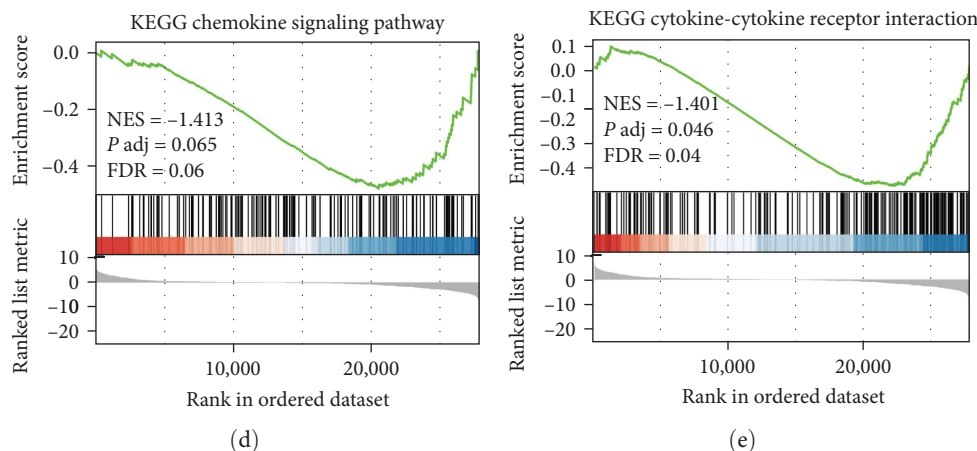 KEGG chemokine signaling pathway
Enrichment score
0.0
−0.2
−0.4
NES = −1.413
P adj = 0.065
FDR = 0.06
Ranked list metric
10
0
−10
−20
10,000 20,000
Rank in ordered dataset
(d)
KEGG cytokine-cytokine receptor interaction
Enrichment score
0.1
0.0
−0.1
−0.2
−0.3
−0.4
NES = −1.401
P adj = 0.046
FDR = 0.04
Ranked list metric
10
0
−10
−20
10,000 20,000
Rank in ordered dataset
(e)